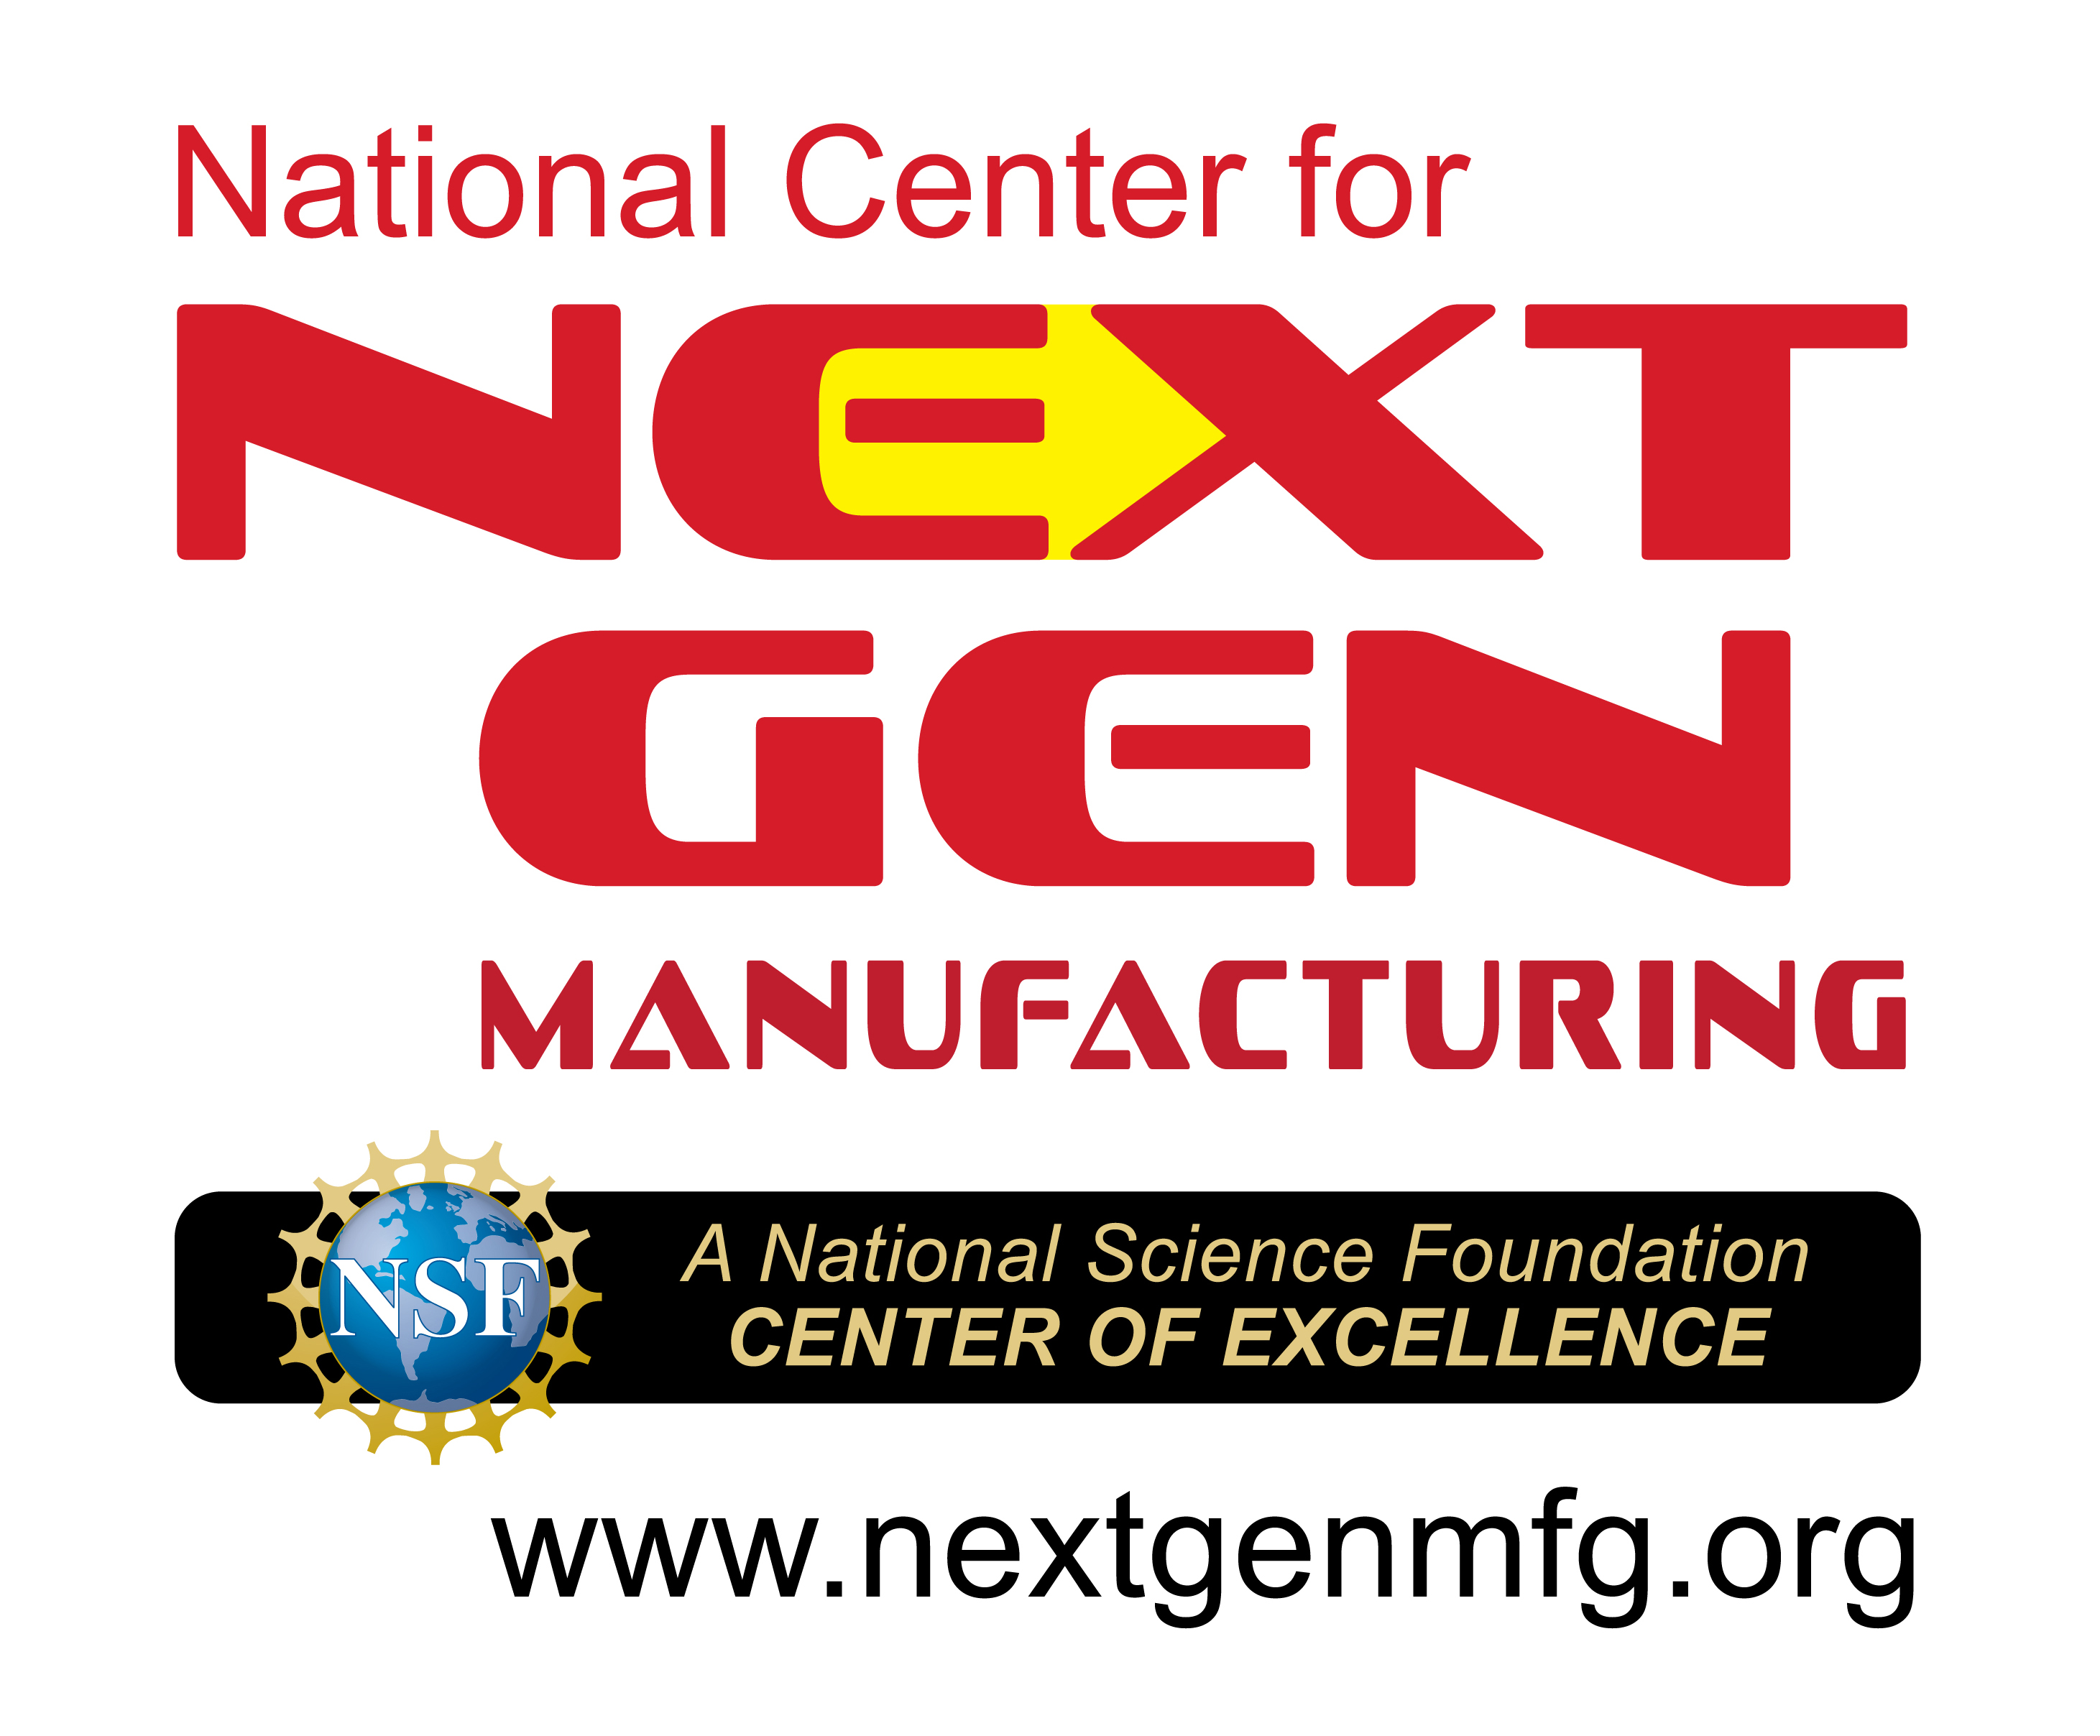 National Center for
NEXT
GEN
MANUFACTURING
NSF
A National Science Foundation
CENTER OF EXCELLENCE
www.nextgenmfg.org